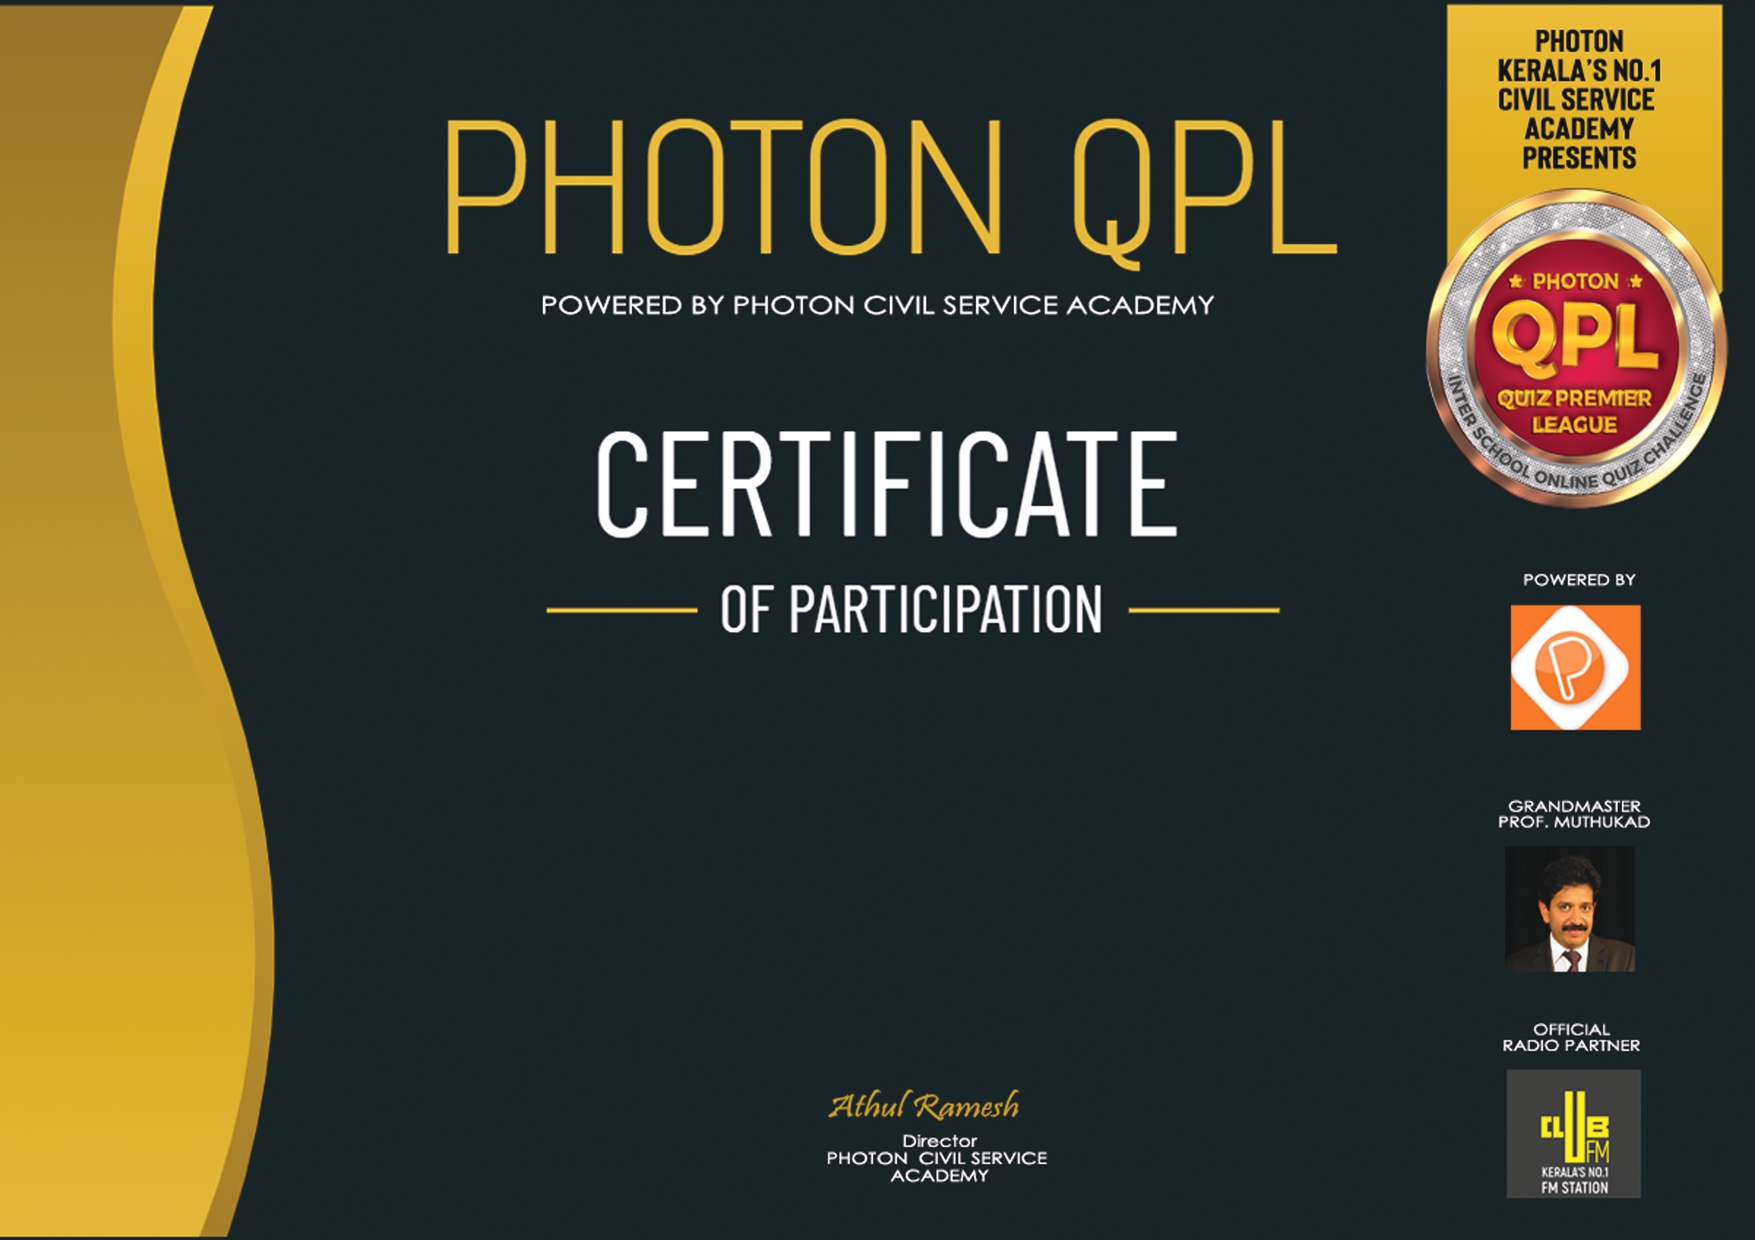 PHOTON QPL
POWERED BY PHOTON CIVIL SERVICE ACADEMY
CERTIFICATE
OF PARTICIPATION
Athul Ramesh
Director
PHOTON CIVIL SERVICE
ACADEMY
PHOTON
KERALA'S NO.1
CIVIL SERVICE
ACADEMY
PRESENTS
PHOTON
QPL
QUIZ PREMIER
LEAGUE
INTER SCHOOL ONLINE QUIZ CHALLENGE
POWERED BY
P
GRANDMASTER
PROF. MUTHUKAD
OFFICIAL
RADIO PARTNER
CLUB
FM
KERALA'S NO.1
FM STATION